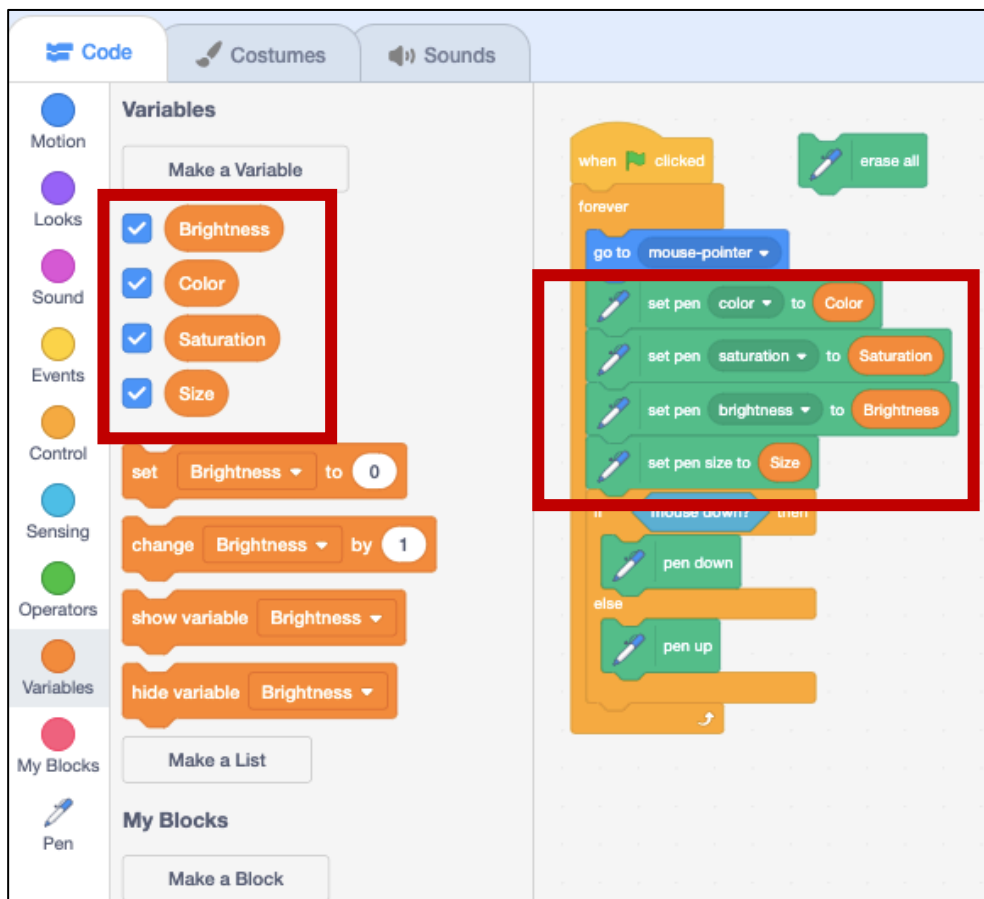 Code
Costumes
Sounds
Motion
Looks
Sound
Events
Control
Sensing
Operators
Variables
My Blocks
Pen
Variables
Make a Variable
Brightness
Color
Saturation
Size
set Brightness to 0
change Brightness by 1
show variable Brightness
hide variable Brightness
Make a List
My Blocks
Make a Block
when clicked
forever
go to mouse-pointer
set pen color to Color
set pen saturation to Saturation
set pen brightness to Brightness
set pen size to Size
if mouse down? then
pen down
else
pen up
erase all